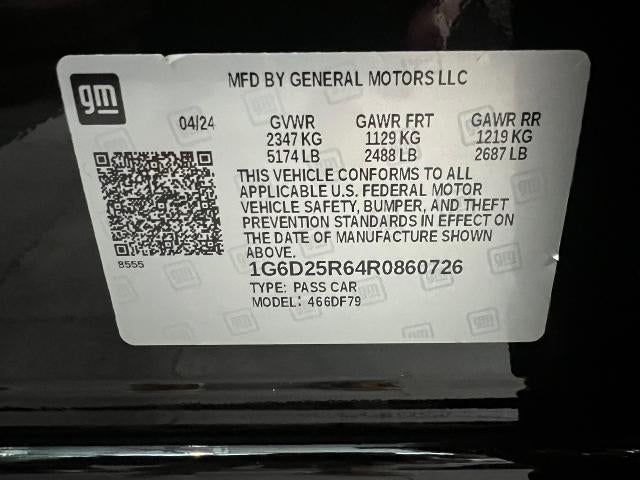 gm
MFD BY GENERAL MOTORS LLC
04/24 GVWR GAWR FRT GAWR RR
2347 KG 1129 KG 1219 KG
5174 LB 2488 LB 2687 LB
THIS VEHICLE CONFORMS TO ALL
APPLICABLE U.S. FEDERAL MOTOR
VEHICLE SAFETY, BUMPER, AND THEFT
PREVENTION STANDARDS IN EFFECT ON
THE DATE OF MANUFACTURE SHOWN
ABOVE.
8555
1G6D25R64R0860726
TYPE: PASS CAR
MODEL: 466DF79